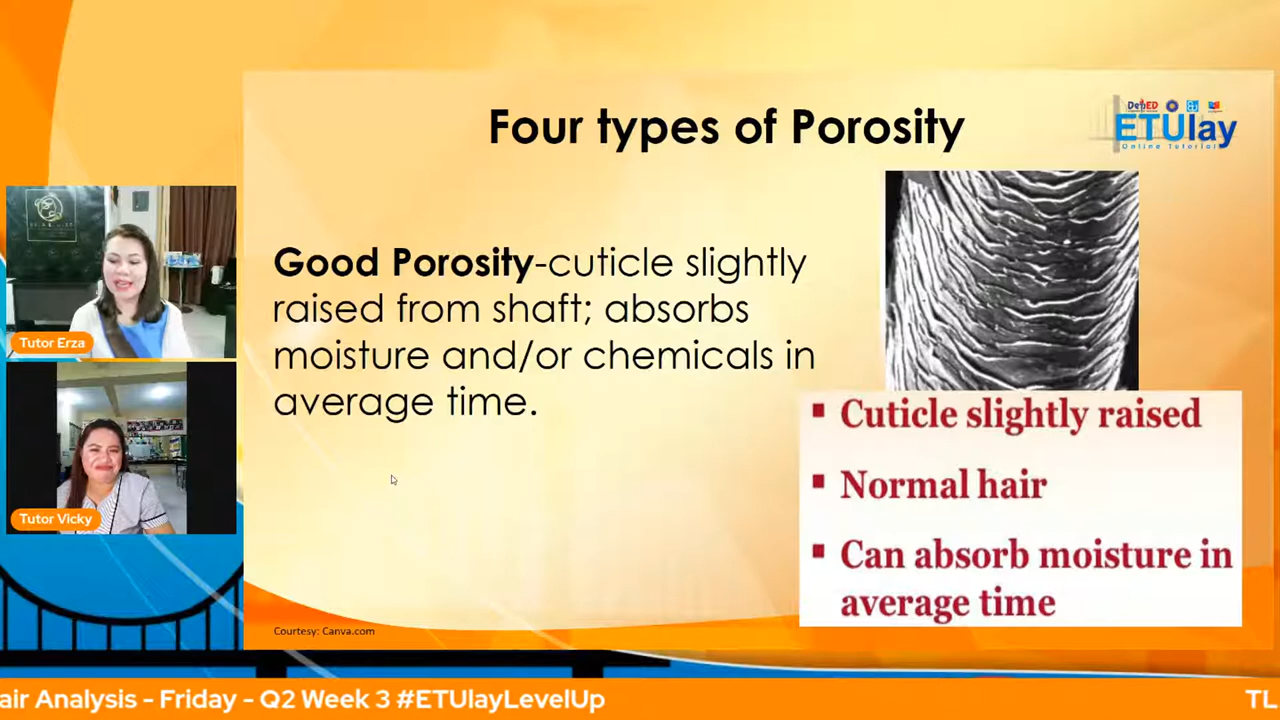 Four types of Porosity
DepED
ETUlay
Online Tutorial
Good Porosity-cuticle slightly
raised from shaft; absorbs
moisture and/or chemicals in
average time.
▪ Cuticle slightly raised
▪ Normal hair
▪ Can absorb moisture in
average time
Tutor Erza
Tutor Vicky
Courtesy: Canva.com
air Analysis - Friday - Q2 Week 3 #ETUlayLevelUp
TL